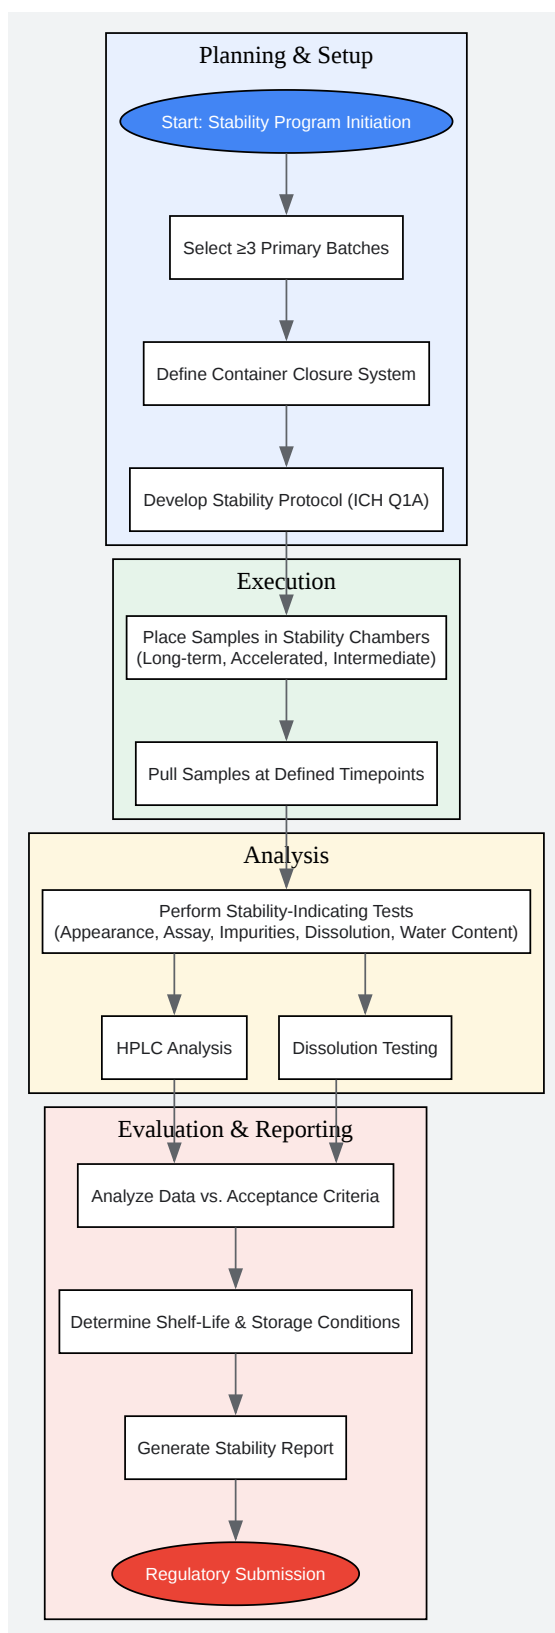 Planning & Setup
Start: Stability Program Initiation
Select ≥3 Primary Batches
Define Container Closure System
Develop Stability Protocol (ICH Q1A)
Execution
Place Samples in Stability Chambers
(Long-term, Accelerated, Intermediate)
Pull Samples at Defined Timepoints
Analysis
Perform Stability-Indicating Tests
(Appearance, Assay, Impurities, Dissolution, Water Content)
HPLC Analysis
Dissolution Testing
Evaluation & Reporting
Analyze Data vs. Acceptance Criteria
Determine Shelf-Life & Storage Conditions
Generate Stability Report
Regulatory Submission